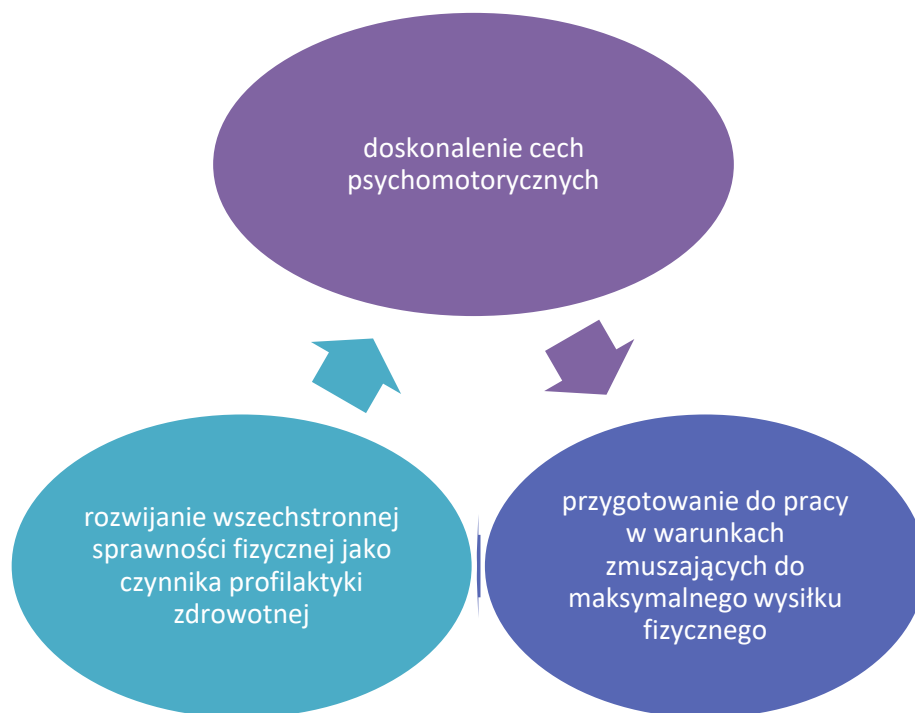 doskonalenie cech
psychomotorycznych
rozwijanie wszechstronnej
sprawności fizycznej jako
czynnika profilaktyki
zdrowotnej
przygotowanie do pracy
w warunkach
zmuszających do
maksymalnego wysiłku
fizycznego